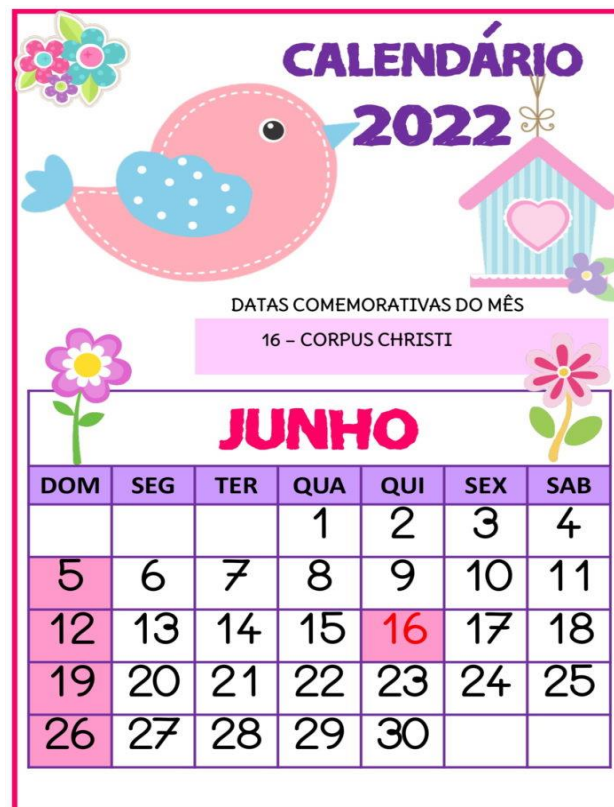 CALENDÁRIO
2022
DATAS COMEMORATIVAS DO MÊS
16 – CORPUS CHRISTI
JUNHO
DOM SEG TER QUA QUI SEX SAB
1 2 3 4
5 6 7 8 9 10 11
12 13 14 15 16 17 18
19 20 21 22 23 24 25
26 27 28 29 30